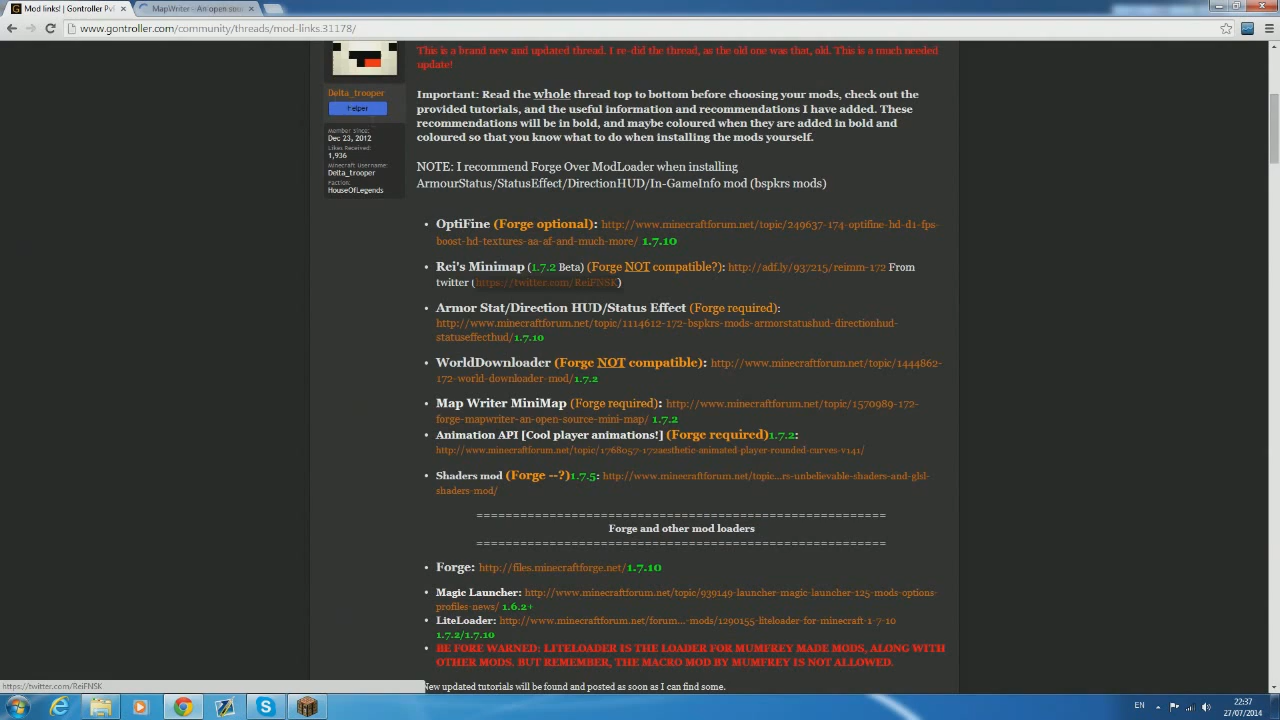 Mod links! | Gontroller Pvl
MapWriter - An open sou
www.gontroller.com/community/threads/mod-links.31178/
This is a brand new and updated thread. I re-did the thread, as the old one was that, old. This is a much needed
update!
Delta_trooper
helper
Member since:
Dec 23, 2012
Likes Received:
1,936
Minecraft Username:
Delta_trooper
Faction:
HouseOfLegends
Important: Read the whole thread top to bottom before choosing your mods, check out the
provided tutorials, and the useful information and recommendations I have added. These
recommendations will be in bold, and maybe coloured when they are added in bold and
coloured so that you know what to do when installing the mods yourself.
NOTE: I recommend Forge Over ModLoader when installing
ArmourStatus/StatusEffect/DirectionHUD/In-GameInfo mod (bspkrs mods)
• OptiFine (Forge optional): http://www.minecraftforum.net/topic/249637-174-optifine-hd-d1-fps-
boost-hd-textures-aa-af-and-much-more/ 1.7.10
• Rei's Minimap (1.7.2 Beta) (Forge NOT compatible?): http://adf.ly/937215/reimm-172 From
twitter (https://twitter.com/ReiFNSK)
• Armor Stat/Direction HUD/Status Effect (Forge required):
http://www.minecraftforum.net/topic/1114612-172-bspkrs-mods-armorstatushud-directionhud-
statuseffecthud/1.7.10
• WorldDownloader (Forge NOT compatible): http://www.minecraftforum.net/topic/1444862-
172-world-downloader-mod/1.7.2
• Map Writer MiniMap (Forge required): http://www.minecraftforum.net/topic/1570989-172-
forge-mapwriter-an-open-source-mini-map/ 1.7.2
• Animation API [Cool player animations!] (Forge required)1.7.2:
http://www.minecraftforum.net/topic/1768057-172aesthetic-animated-player-rounded-curves-v141/
• Shaders mod (Forge --?)1.7.5: http://www.minecraftforum.net/topic...rs-unbelievable-shaders-and-glsl-
shaders-mod/
========================================================
Forge and other mod loaders
========================================================
• Forge: http://files.minecraftforge.net/1.7.10
• Magic Launcher: http://www.minecraftforum.net/topic/939149-launcher-magic-launcher-125-mods-options-
profiles-news/ 1.6.2+
• LiteLoader: http://www.minecraftforum.net/forum...-mods/1290155-liteloader-for-minecraft-1-7-10
1.7.2/1.7.10
• BE FORE WARNED: LITELOADER IS THE LOADER FOR MUMFREY MADE MODS, ALONG WITH
OTHER MODS. BUT REMEMBER, THE MACRO MOD BY MUMFREY IS NOT ALLOWED.
New updated tutorials will be found and posted as soon as I can find some.
https://twitter.com/ReiFNSK
EN
22:37
27/07/2014